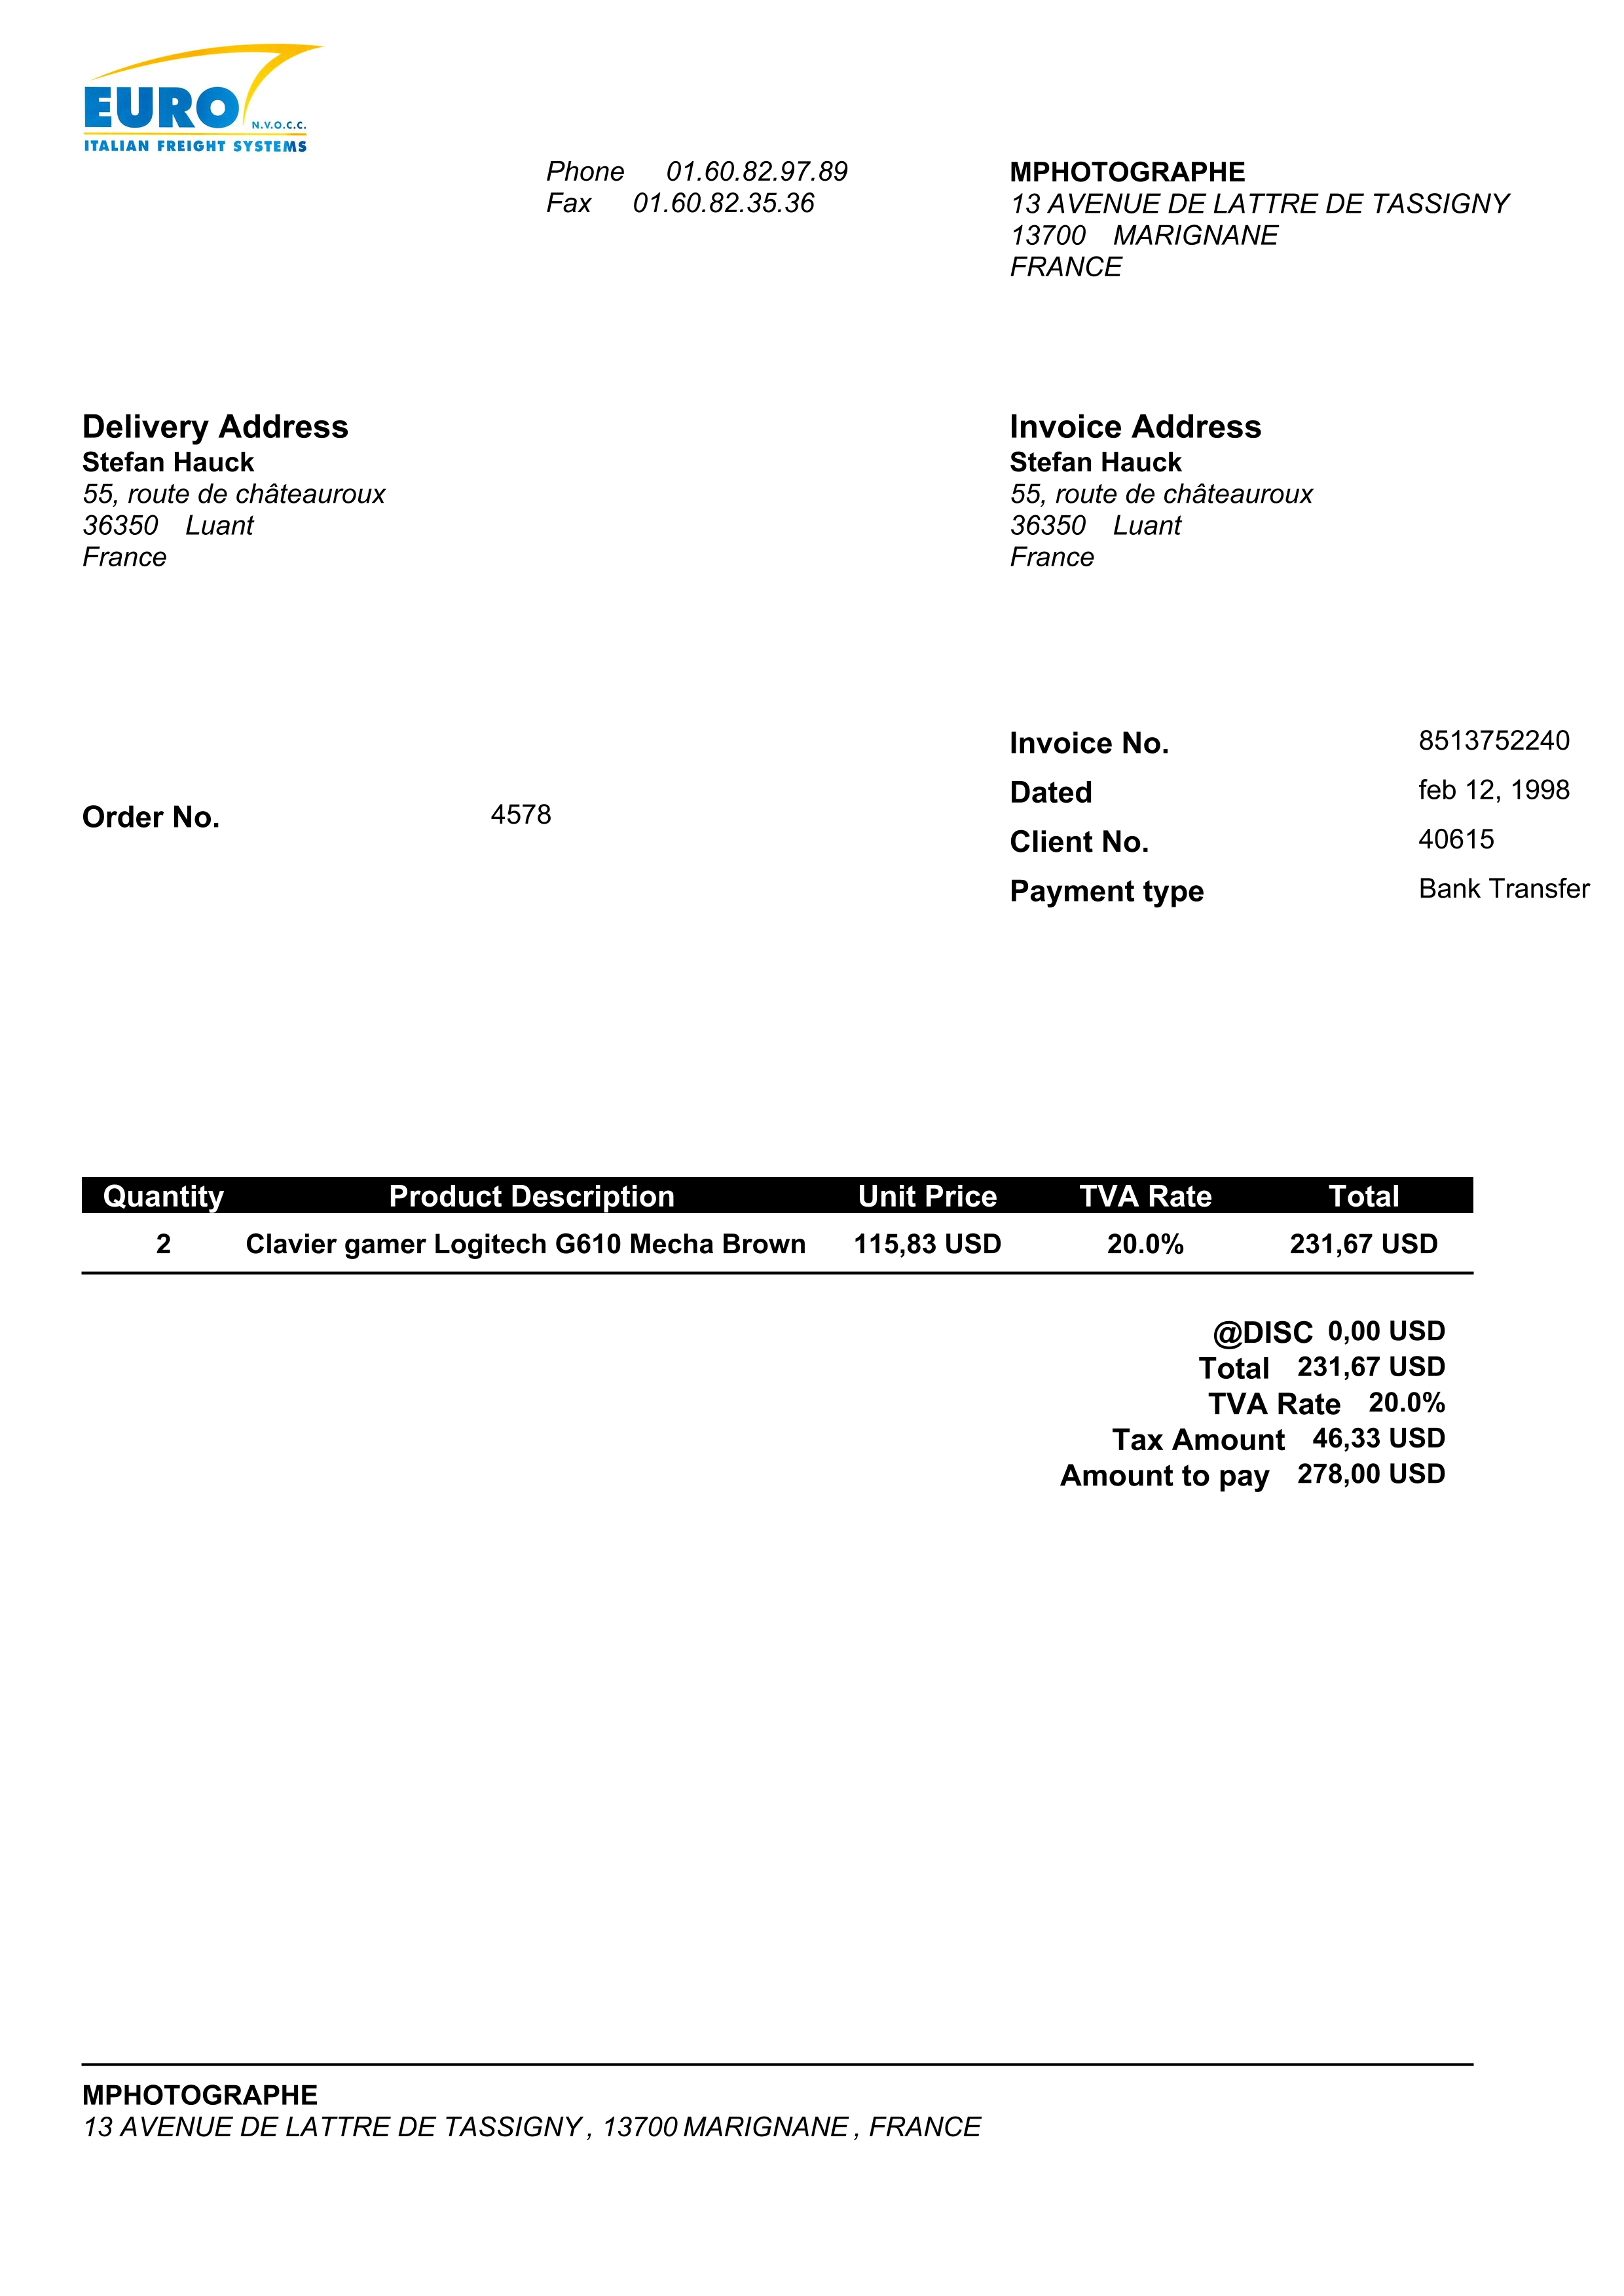 EURO
N.V.O.C.C.
ITALIAN FREIGHT SYSTEMS
Phone 01.60.82.97.89
Fax 01.60.82.35.36
MPHOTOGRAPHE
13 AVENUE DE LATTRE DE TASSIGNY
13700 MARIGNANE
FRANCE
Delivery Address
Stefan Hauck
55, route de châteauroux
36350 Luant
France
Invoice Address
Stefan Hauck
55, route de châteauroux
36350 Luant
France
Order No. 4578
Invoice No. 8513752240
Dated feb 12, 1998
Client No. 40615
Payment type Bank Transfer
Quantity Product Description Unit Price TVA Rate Total
2 Clavier gamer Logitech G610 Mecha Brown 115,83 USD 20.0% 231,67 USD
@DISC 0,00 USD
Total 231,67 USD
TVA Rate 20.0%
Tax Amount 46,33 USD
Amount to pay 278,00 USD
MPHOTOGRAPHE
13 AVENUE DE LATTRE DE TASSIGNY , 13700 MARIGNANE , FRANCE